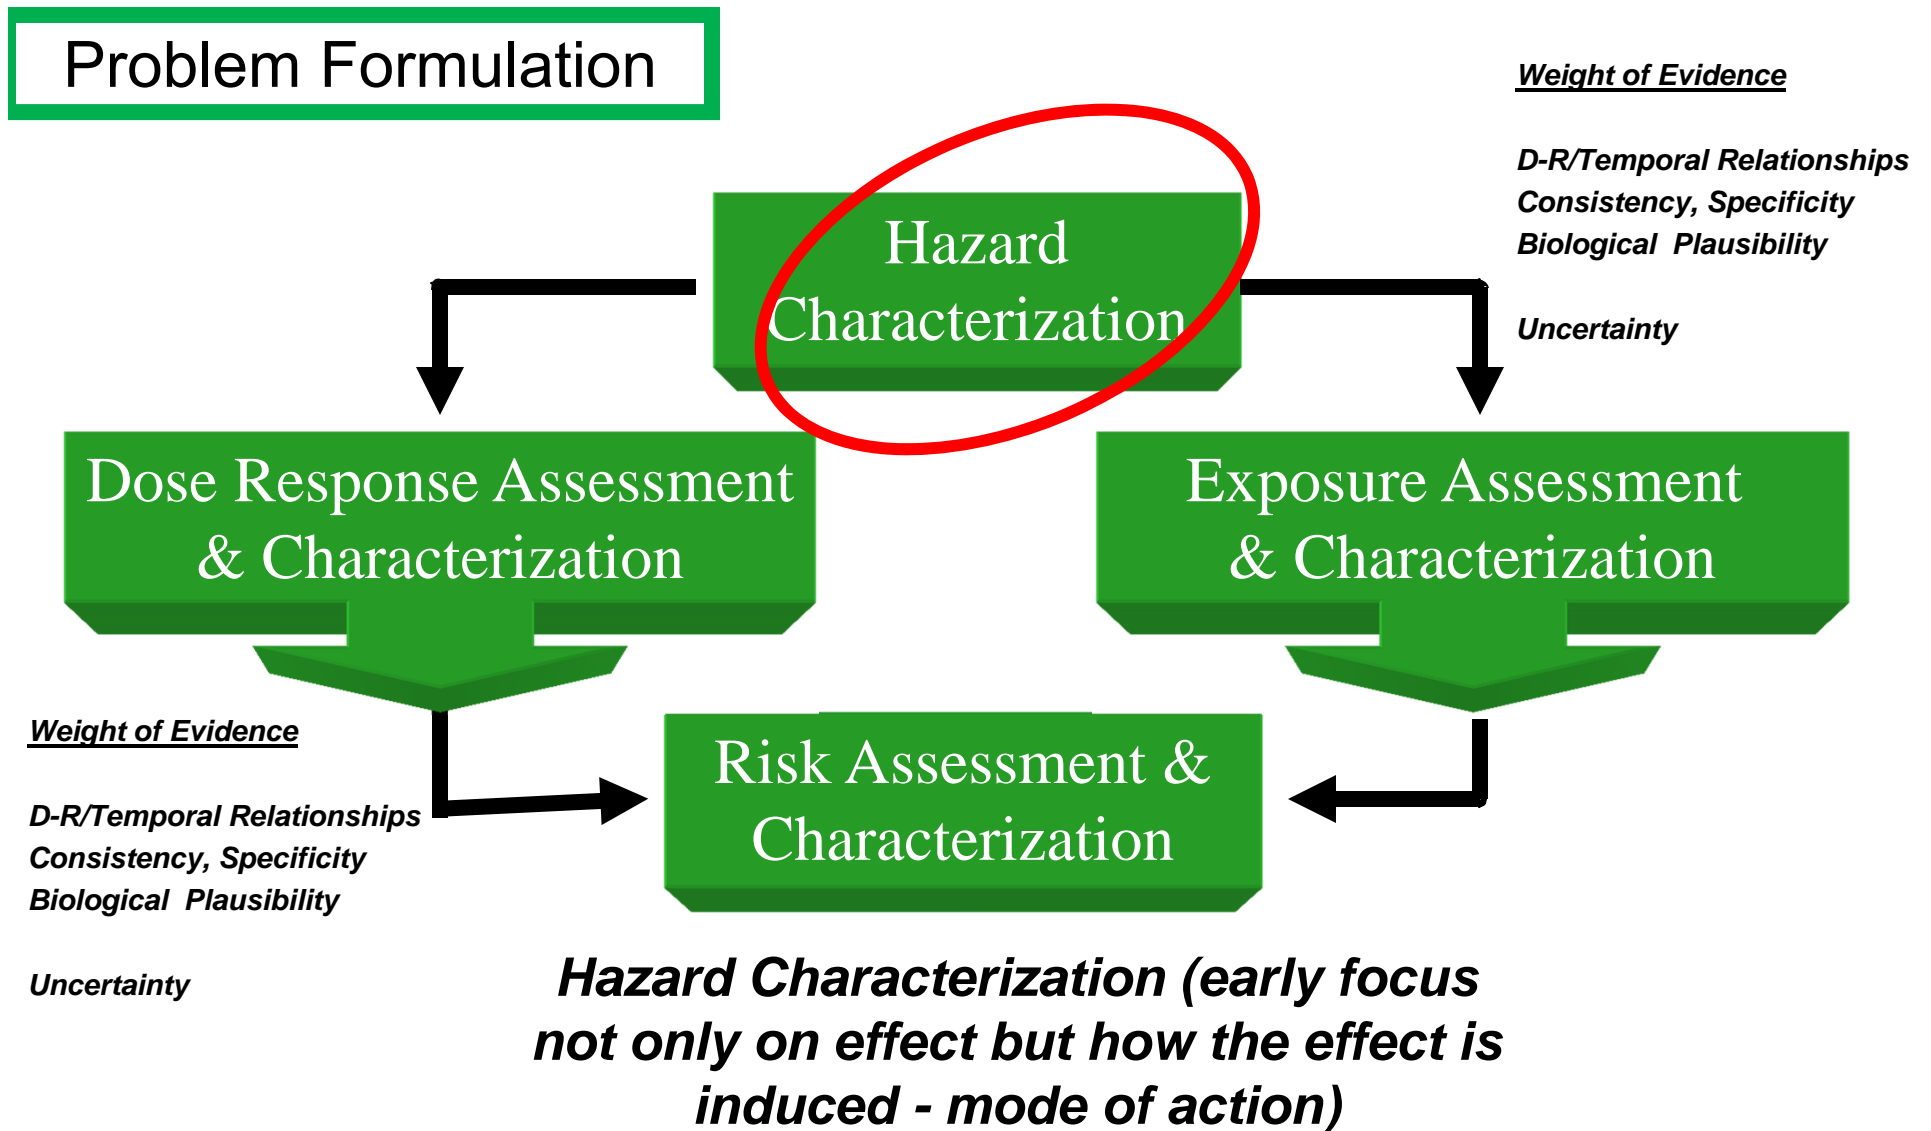 Problem Formulation
Weight of Evidence
D-R/Temporal Relationships
Consistency, Specificity
Biological Plausibility
Uncertainty
Hazard
Characterization
Dose Response Assessment
& Characterization
Exposure Assessment
& Characterization
Weight of Evidence
D-R/Temporal Relationships
Consistency, Specificity
Biological Plausibility
Uncertainty
Risk Assessment &
Characterization
Hazard Characterization (early focus
not only on effect but how the effect is
induced - mode of action)